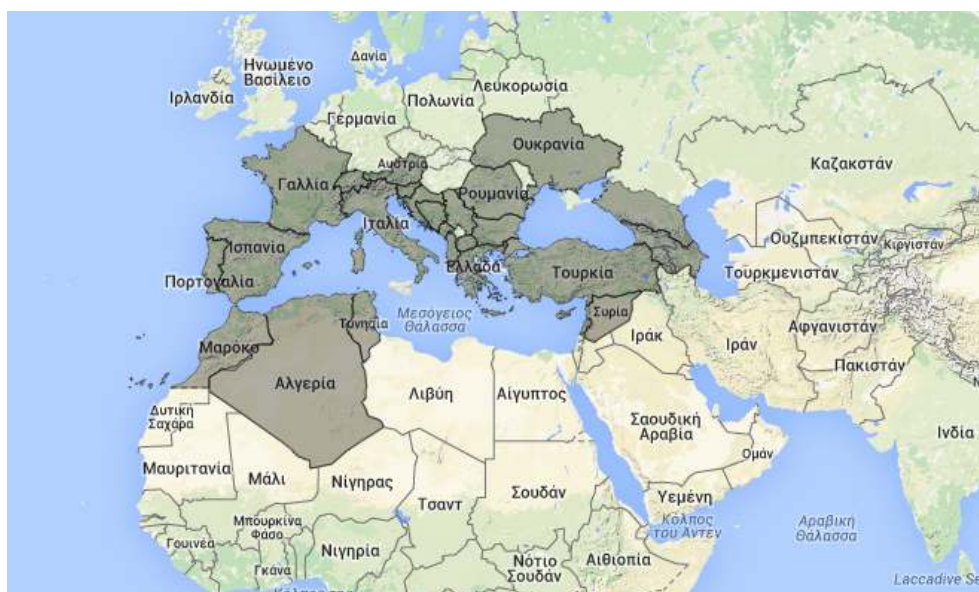 Ηνωμένο
Βασίλειο
Δανία
Ιρλανδία
Λευκορωσία
Πολωνία
Γερμανία
Ουκρανία
Αυστρία
Καζακστάν
Γαλλία
Ρουμανία
Ιταλία
Ισπανία
Ουζμπεκιστάν
Κιργιστάν
Ελλάδα
Τουρκία
Τουρκμενιστάν
Πορτογαλία
Τυνησία
Μεσόγειος
Θάλασσα
Συρία
Αφγανιστάν
Μαρόκο
Ιράκ
Ιράν
Πακιστάν
Αλγερία
Λιβύη
Αίγυπτος
Δυτική
Σαχάρα
Σαουδική
Αραβία
Ινδία
Ομάν
Μαυριτανία
Μάλι
Νίγηρας
Τσαντ
Σουδάν
Υεμένη
Κόλπος
του Άντεν
Αραβική
Θάλασσα
Μπουρκίνα
Φάσο
Γουινέα
Νιγηρία
Γκάνα
Νότιο
Σουδάν
Αιθιοπία
Laccadive Se